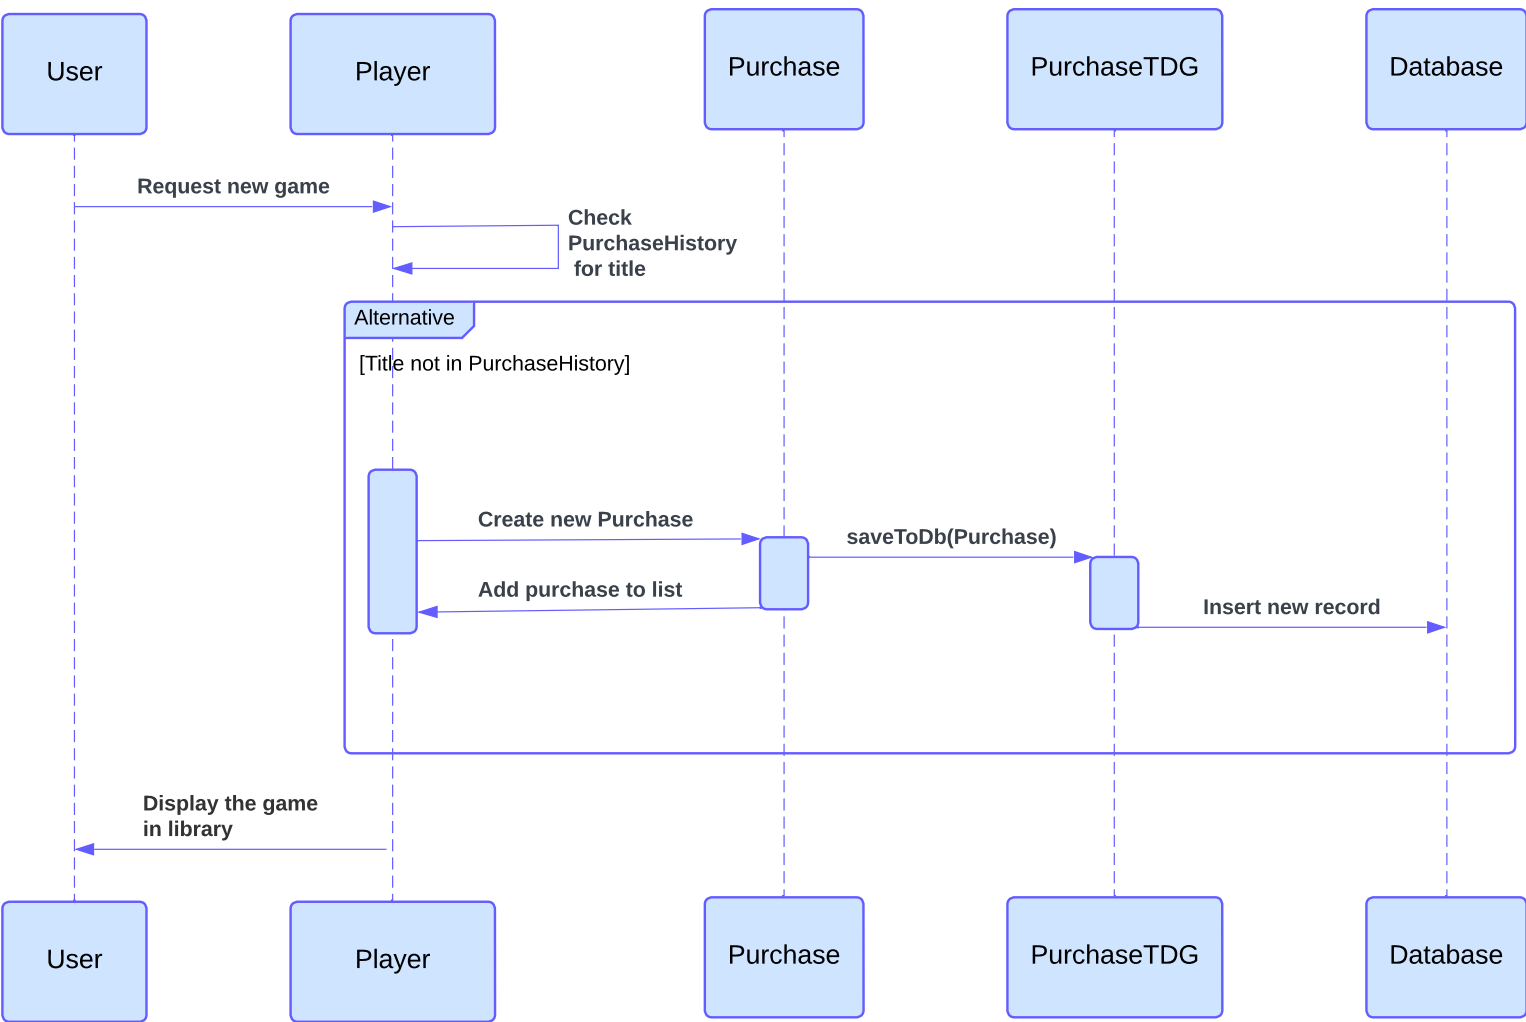 User
Player
Purchase
PurchaseTDG
Database
Request new game
Check
PurchaseHistory
for title
Alternative
[Title not in PurchaseHistory]
Create new Purchase
saveToDb(Purchase)
Add purchase to list
Insert new record
Display the game
in library
User
Player
Purchase
PurchaseTDG
Database